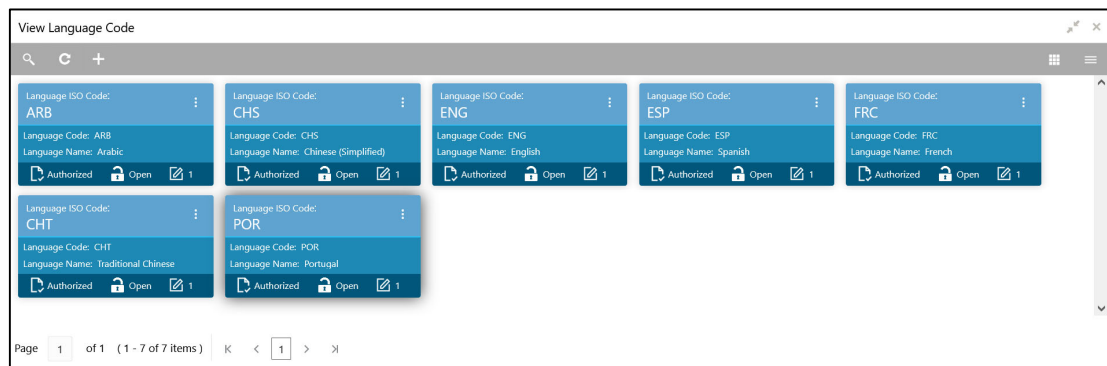 View Language Code
Language ISO Code:
ARB
Language Code: ARB
Language Name: Arabic
Authorized Open 1
Language ISO Code:
CHS
Language Code: CHS
Language Name: Chinese (Simplified)
Authorized Open 1
Language ISO Code:
ENG
Language Code: ENG
Language Name: English
Authorized Open 1
Language ISO Code:
ESP
Language Code: ESP
Language Name: Spanish
Authorized Open 1
Language ISO Code:
FRC
Language Code: FRC
Language Name: French
Authorized Open 1
Language ISO Code:
CHT
Language Code: CHT
Language Name: Traditional Chinese
Authorized Open 1
Language ISO Code:
POR
Language Code: POR
Language Name: Portugal
Authorized Open 1
Page 1 of 1 ( 1 - 7 of 7 items ) 1